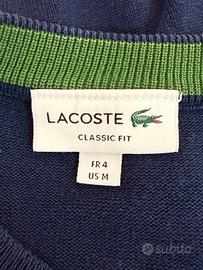 LACOSTE
CLASSIC FIT
FR 4
US M
subito